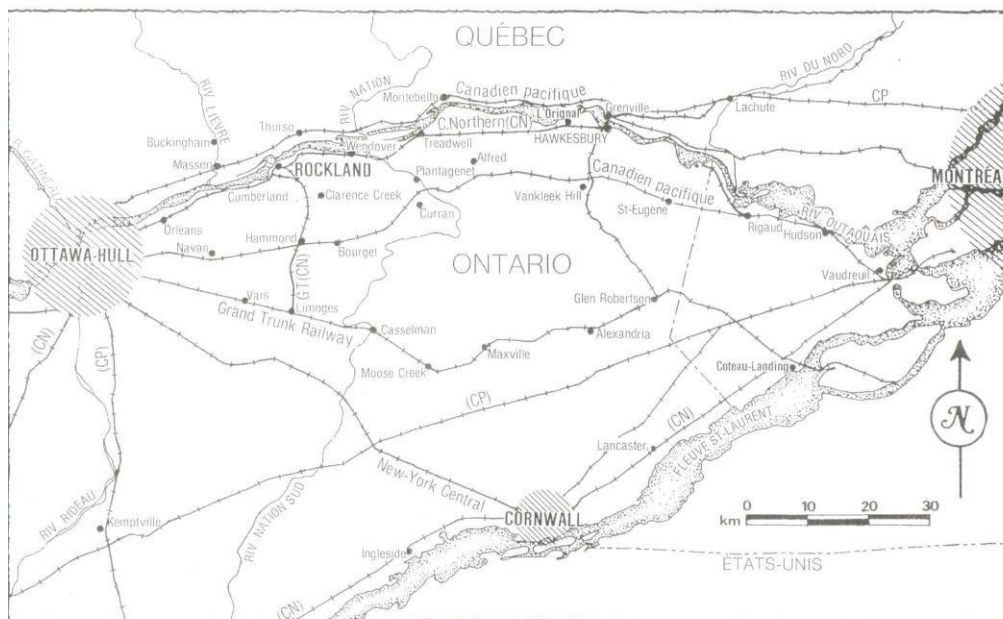 QUÉBEC
RIV DU NORD
RIV LIEVRE
RIV NATION
Montebello
Canadien pacifique
Grenville
Lachute
CP
L'Orignal
C.Northern(CN)
HAWKESBURY
Thurso
Buckingham
Wendover
Treadwell
Masson
ROCKLAND
Alfred
Plantagenet
Canadien pacifique
MONTRÉA
Cumberland
Clarence Creek
Vankleek Hill
Curran
St-Eugéne
Rigaud
RIV OUTAOUAIS
Hudson
Orleans
OTTAWA-HULL
Navan
Hammond
Bourget
ONTARIO
Vaudreuil
GT(CN)
Vars
Limoges
Glen Robertson
Grand Trunk Railway
Casselman
Alexandria
Maxville
Moose Creek
Coteau-Landing
(CN)
(CP)
(CP)
(CN)
N
Lancaster
FLEUVE ST-LAURENT
New-York Central
RIV RIDEAU
Kemptville
RIV NATION SUD
CORNWALL
0 10 20 30
km
Ingleside
ÉTATS-UNIS
(CN)